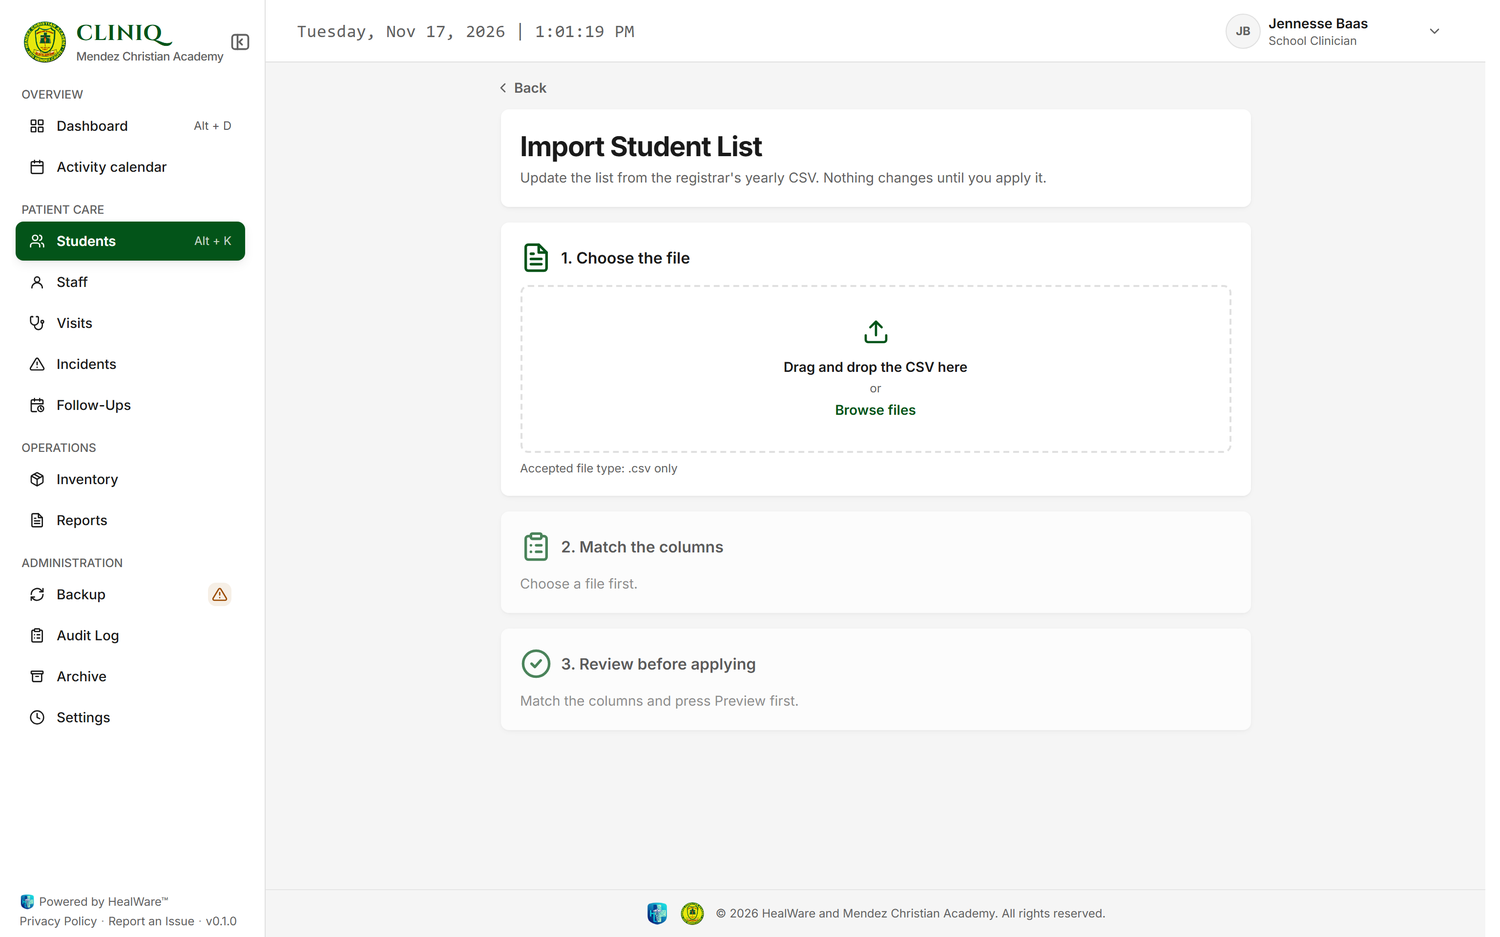 CLINIQ
Mendez Christian Academy
OVERVIEW
Dashboard Alt + D
Activity calendar
PATIENT CARE
Students Alt + K
Staff
Visits
Incidents
Follow-Ups
OPERATIONS
Inventory
Reports
ADMINISTRATION
Backup
Audit Log
Archive
Settings
Powered by HealWare™
Privacy Policy · Report an Issue · v0.1.0
Tuesday, Nov 17, 2026 | 1:01:19 PM
JB
Jennesse Baas
School Clinician
Back
Import Student List
Update the list from the registrar's yearly CSV. Nothing changes until you apply it.
1. Choose the file
Drag and drop the CSV here
or
Browse files
Accepted file type: .csv only
2. Match the columns
Choose a file first.
3. Review before applying
Match the columns and press Preview first.
© 2026 HealWare and Mendez Christian Academy. All rights reserved.